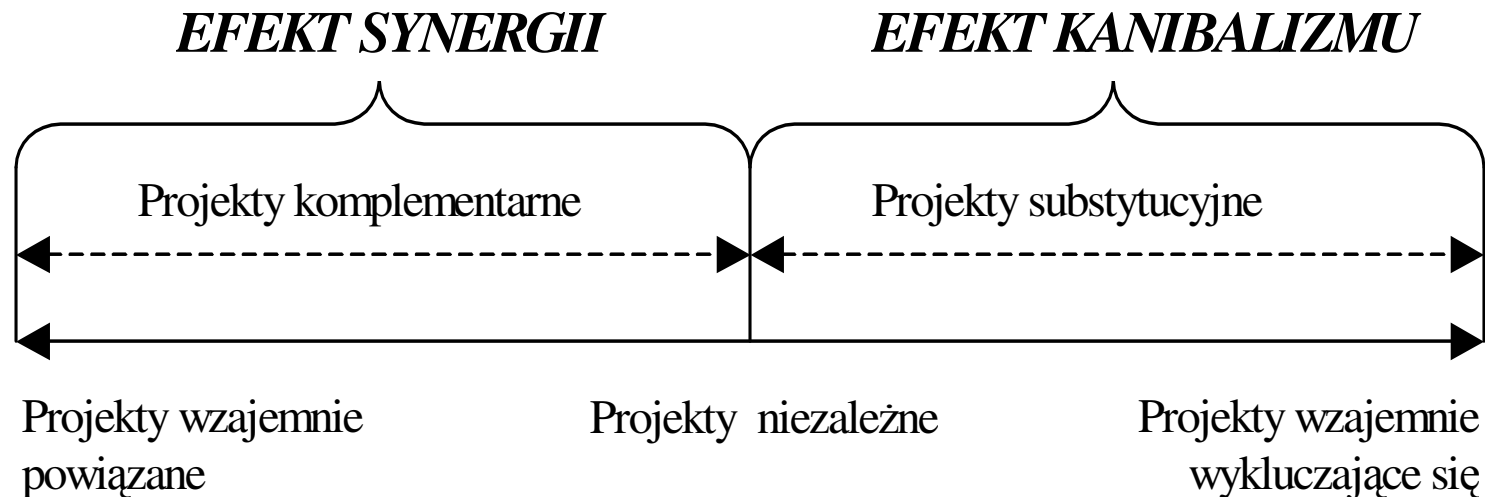 EFEKT SYNERGII
EFEKT KANIBALIZMU
Projekty komplementarne
Projekty substytucyjne
Projekty wzajemnie
powiązane
Projekty niezależne
Projekty wzajemnie
wykluczające się